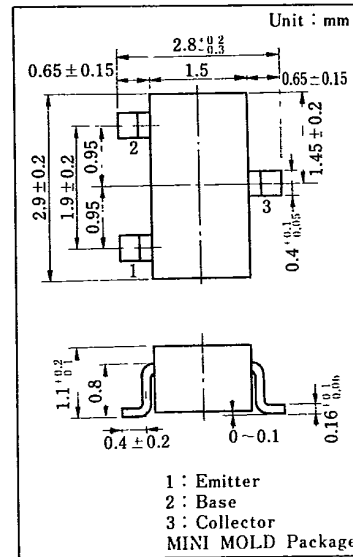 Unit : mm
2.8 +0.2 -0.3
0.65±0.15
1.5
0.65±0.15
2.9±0.2
1.9±0.2
0.95
0.95
2
1
3
1.45±0.2
0.4 +0.1 -0.05
1.1 +0.2 -0.1
0.8
0.4±0.2
0~0.1
0.16 +0.1 -0.06
1 : Emitter
2 : Base
3 : Collector
MINI MOLD Package